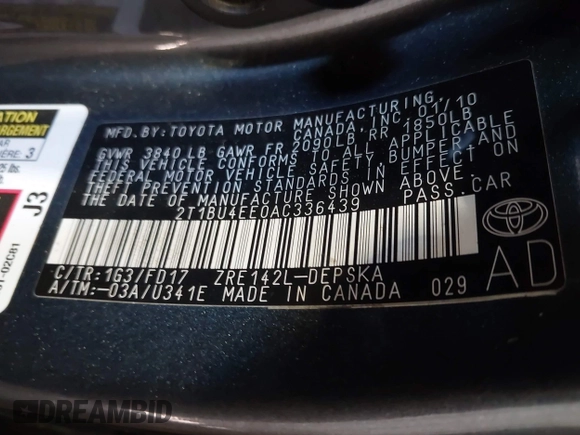 MFD. BY: TOYOTA MOTOR MANUFACTURING
CANADA, INC. 01/10
GVWR 3840 LB GAWR FR 2090LB RR 1850LB
THIS VEHICLE CONFORMS TO ALL APPLICABLE
FEDERAL MOTOR VEHICLE SAFETY, BUMPER, AND
THEFT PREVENTION STANDARDS IN EFFECT ON
THE DATE OF MANUFACTURE SHOWN ABOVE.
2T1BU4EE0AC336439 PASS. CAR
C/TR: 1G3/FD17 ZRE142L-DEPSKA
A/TM: -03A/U341E MADE IN CANADA 029
AD
J3
3
DREAMBID